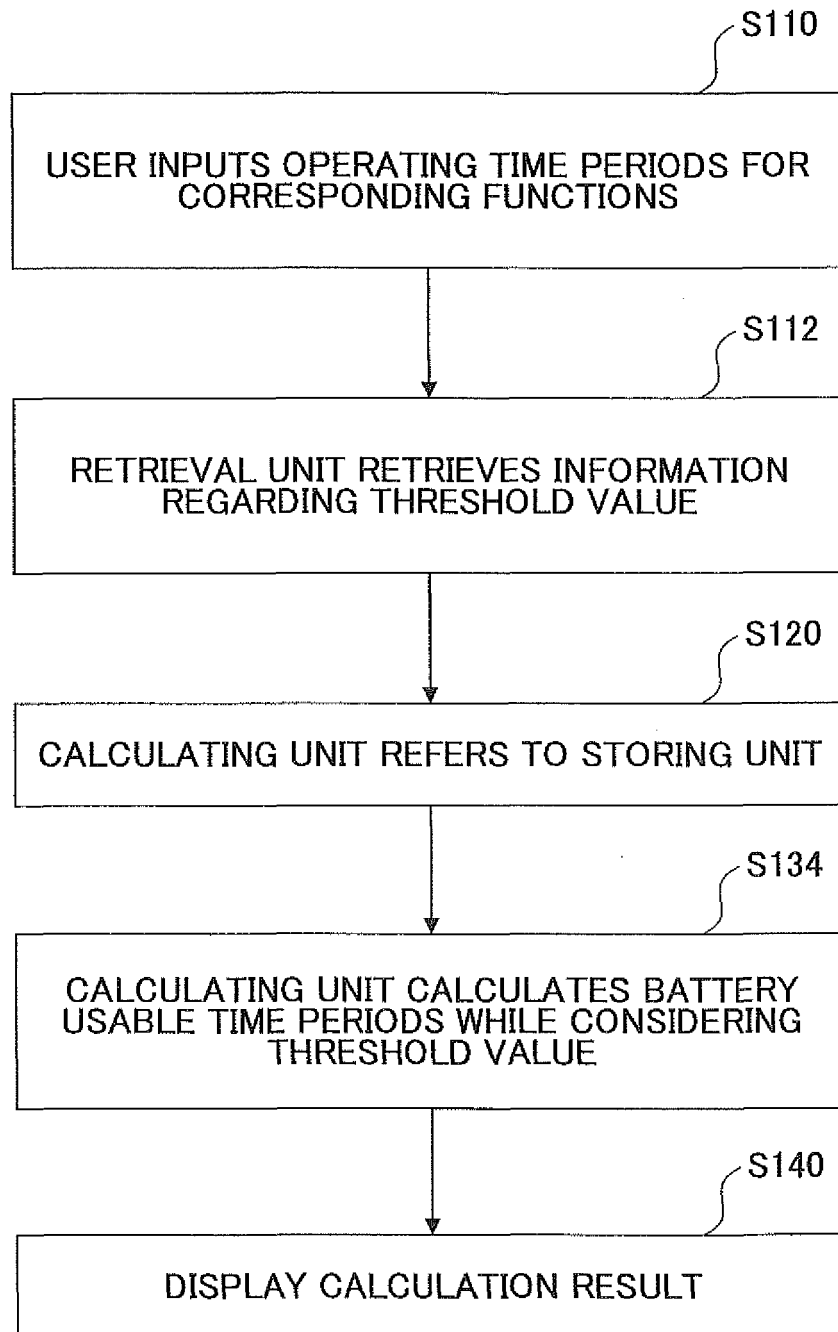 S110
USER INPUTS OPERATING TIME PERIODS FOR
CORRESPONDING FUNCTIONS
S112
RETRIEVAL UNIT RETRIEVES INFORMATION
REGARDING THRESHOLD VALUE
S120
CALCULATING UNIT REFERS TO STORING UNIT
S134
CALCULATING UNIT CALCULATES BATTERY
USABLE TIME PERIODS WHILE CONSIDERING
THRESHOLD VALUE
S140
DISPLAY CALCULATION RESULT